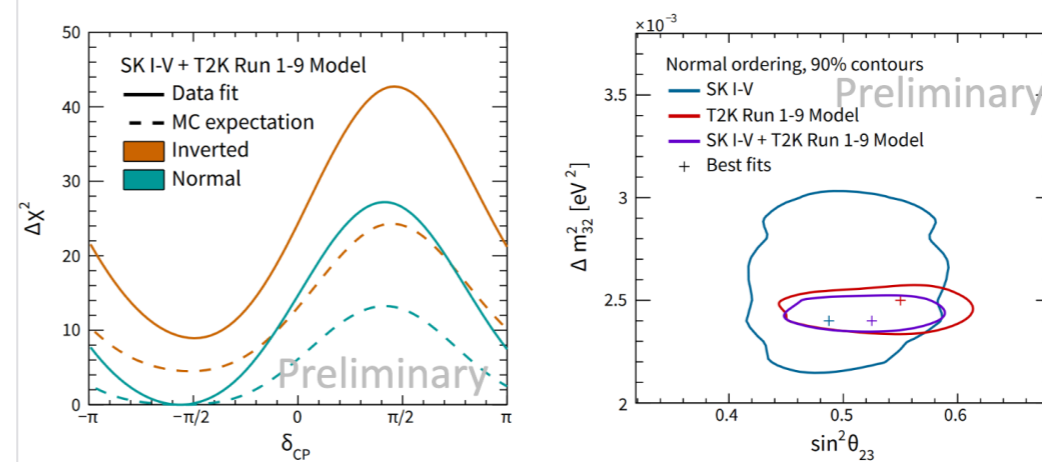 50
40
30
20
10
0
Δχ²
SK I-V + T2K Run 1-9 Model
Data fit
MC expectation
Inverted
Normal
Preliminary
−π
−π/2
0
π/2
π
δCP
×10⁻³
3.5
3
2.5
2
Δ m²₃₂ [eV²]
Normal ordering, 90% contours
SK I-V
T2K Run 1-9 Model
SK I-V + T2K Run 1-9 Model
Best fits
Preliminary
0.4
0.5
0.6
sin²θ₂₃